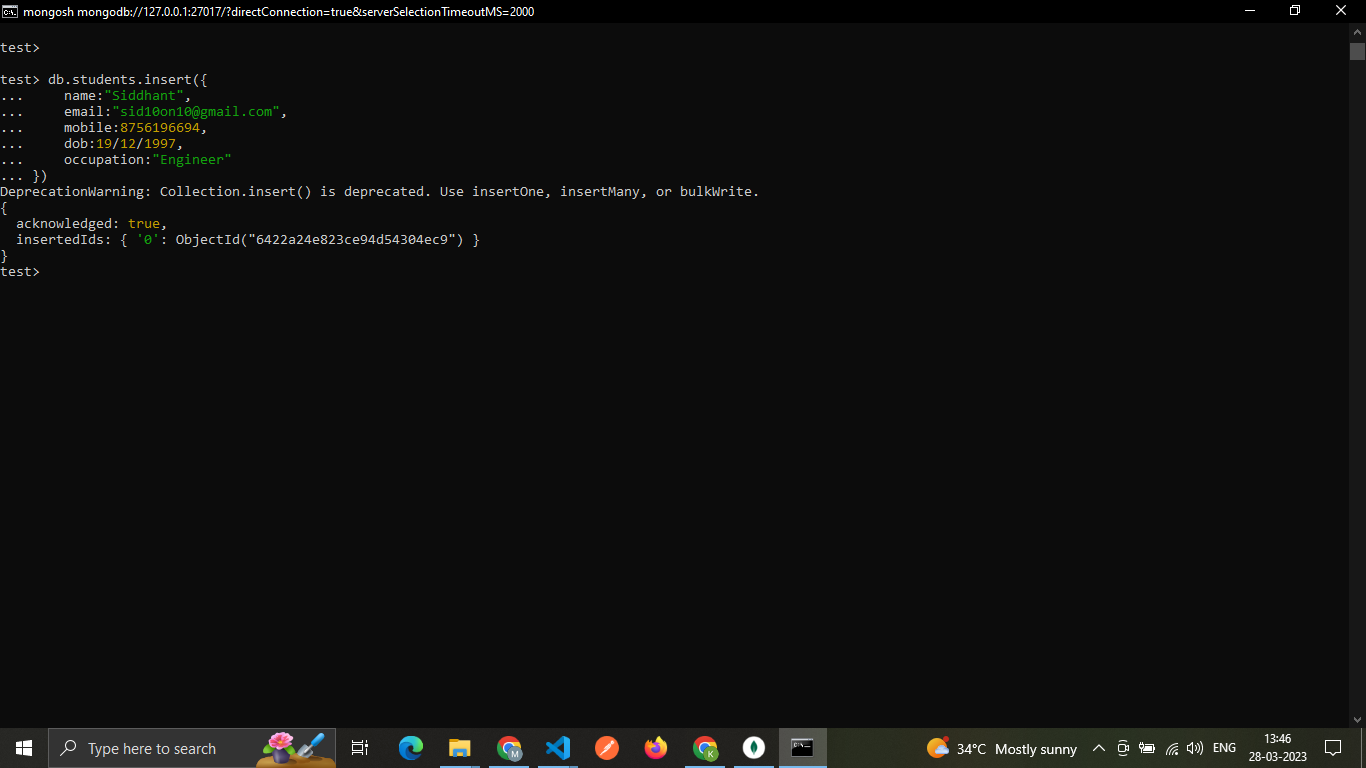 mongosh mongodb://127.0.0.1:27017/?directConnection=true&serverSelectionTimeoutMS=2000
test>
test> db.students.insert({
...     name:"Siddhant",
...     email:"sid10on10@gmail.com",
...     mobile:8756196694,
...     dob:19/12/1997,
...     occupation:"Engineer"
... })
DeprecationWarning: Collection.insert() is deprecated. Use insertOne, insertMany, or bulkWrite.
{
  acknowledged: true,
  insertedIds: { '0': ObjectId("6422a24e823ce94d54304ec9") }
}
test>
Type here to search
M
K
34°C Mostly sunny
ENG
13:46
28-03-2023